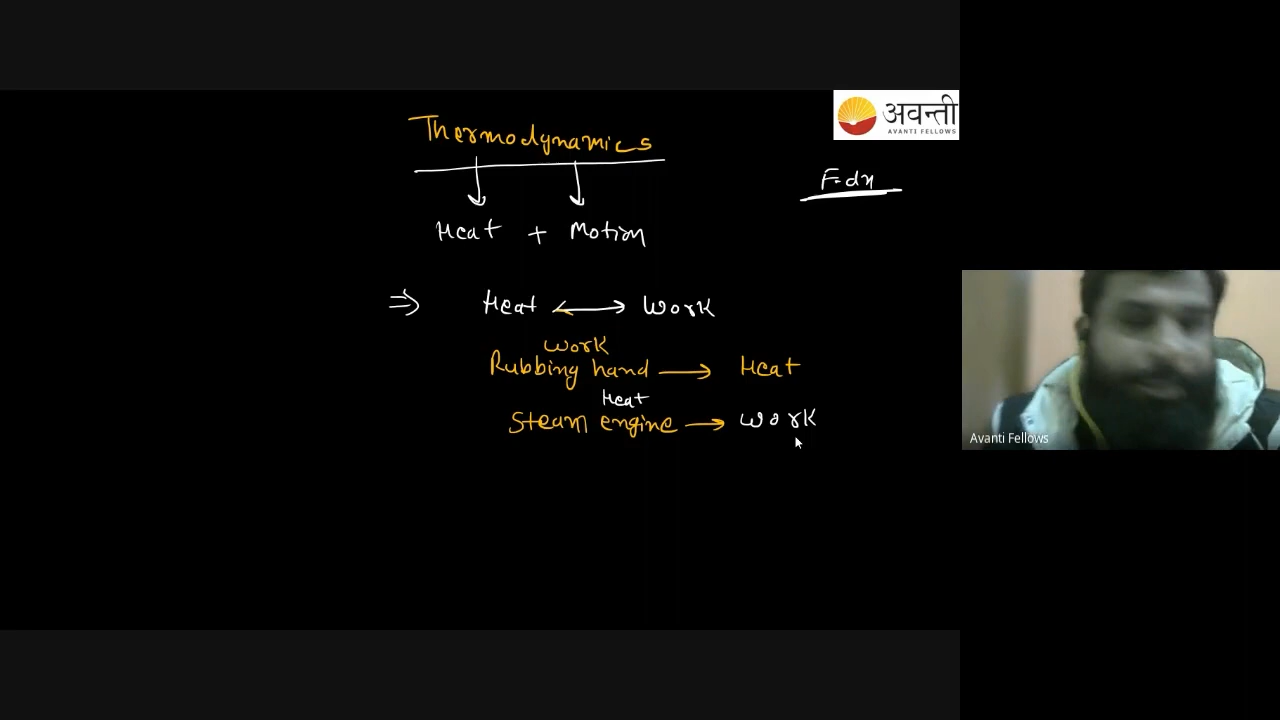 Thermodynamics
अवन्ती
AVANTI FELLOWS
F·dx
Heat + Motion
⇒ Heat ⟷ Work
Work
Rubbing hand → Heat
Heat
Steam engine → Work
Avanti Fellows